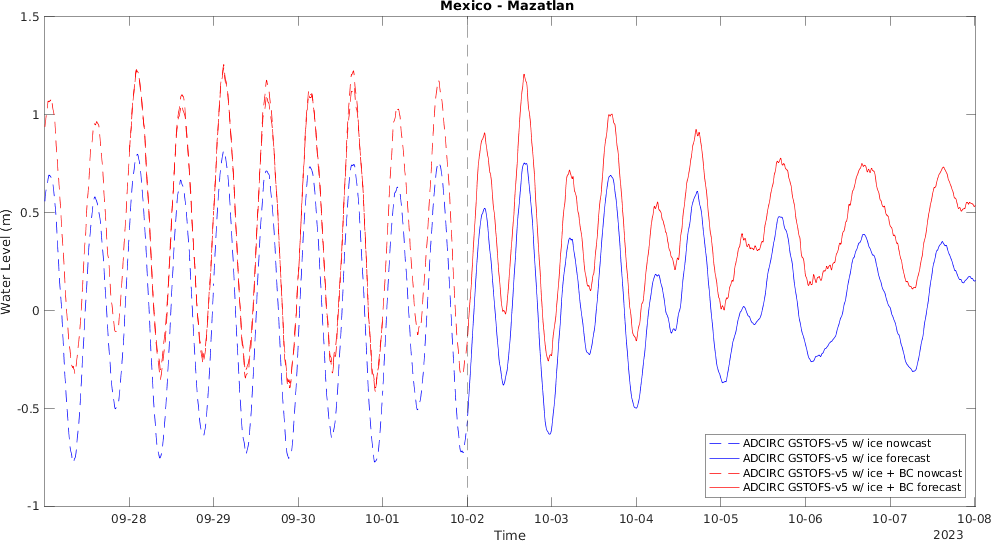 Mexico - Mazatlan
1.5
1
0.5
0
-0.5
-1
Water Level (m)
ADCIRC GSTOFS-v5 w/ ice nowcast
ADCIRC GSTOFS-v5 w/ ice forecast
ADCIRC GSTOFS-v5 w/ ice + BC nowcast
ADCIRC GSTOFS-v5 w/ ice + BC forecast
09-28 09-29 09-30 10-01 10-02 10-03 10-04 10-05 10-06 10-07 10-08
Time
2023